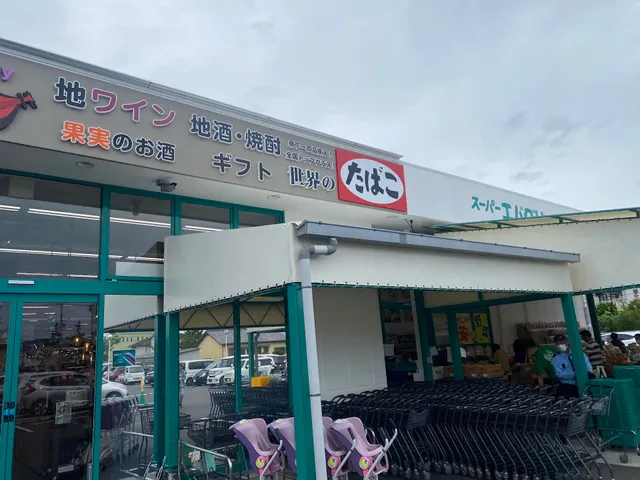 y
地ワイン
果実のお酒
地酒・焼酎
ギフト
世界の
たばこ
スーパー